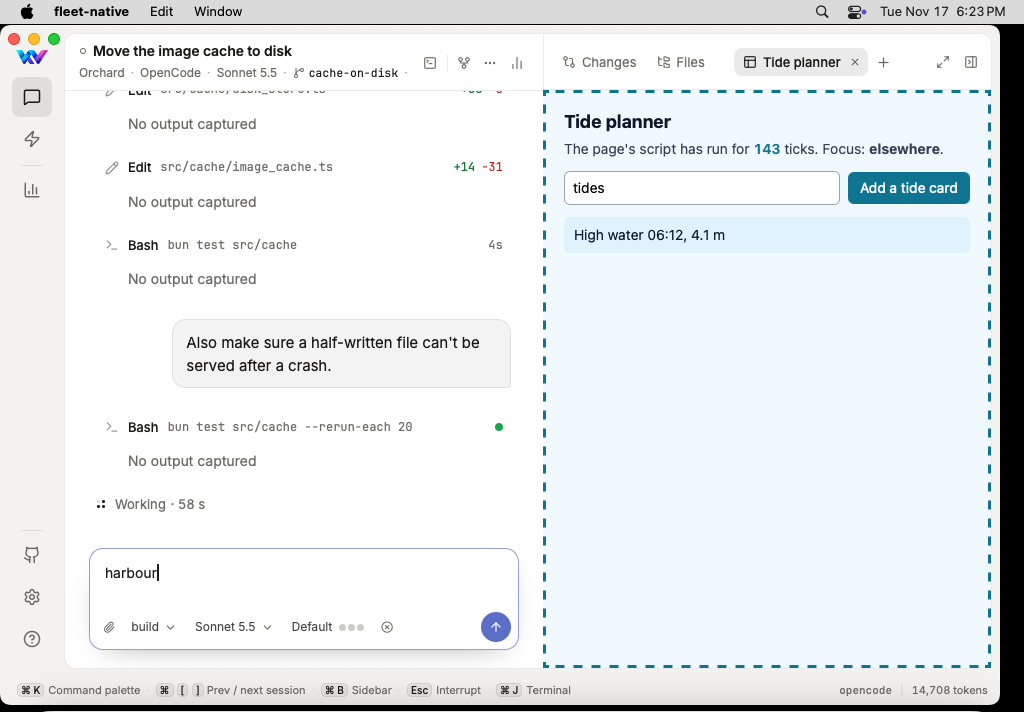 fleet-native Edit Window Tue Nov 17 6:23 PM
Move the image cache to disk
Orchard · OpenCode · Sonnet 5.5 · cache-on-disk ·
Changes Files Tide planner
Edit src/cache/disk_store.ts
No output captured
Edit src/cache/image_cache.ts +14 -31
No output captured
Bash bun test src/cache 4s
No output captured
Also make sure a half-written file can't be
served after a crash.
Bash bun test src/cache --rerun-each 20
No output captured
Working · 58 s
harbour
build Sonnet 5.5 Default
Tide planner
The page's script has run for 143 ticks. Focus: elsewhere.
tides Add a tide card
High water 06:12, 4.1 m
⌘ K Command palette · ⌘ [ ] Prev / next session · ⌘ B Sidebar · Esc Interrupt · ⌘ J Terminal opencode 14,708 tokens